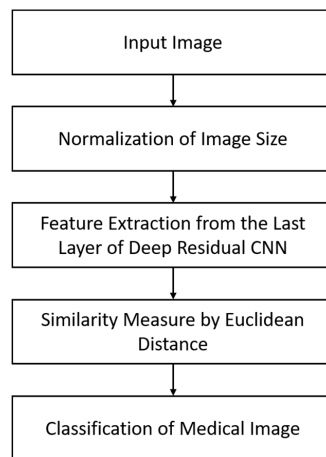 Input Image
Normalization of Image Size
Feature Extraction from the Last
Layer of Deep Residual CNN
Similarity Measure by Euclidean
Distance
Classification of Medical Image